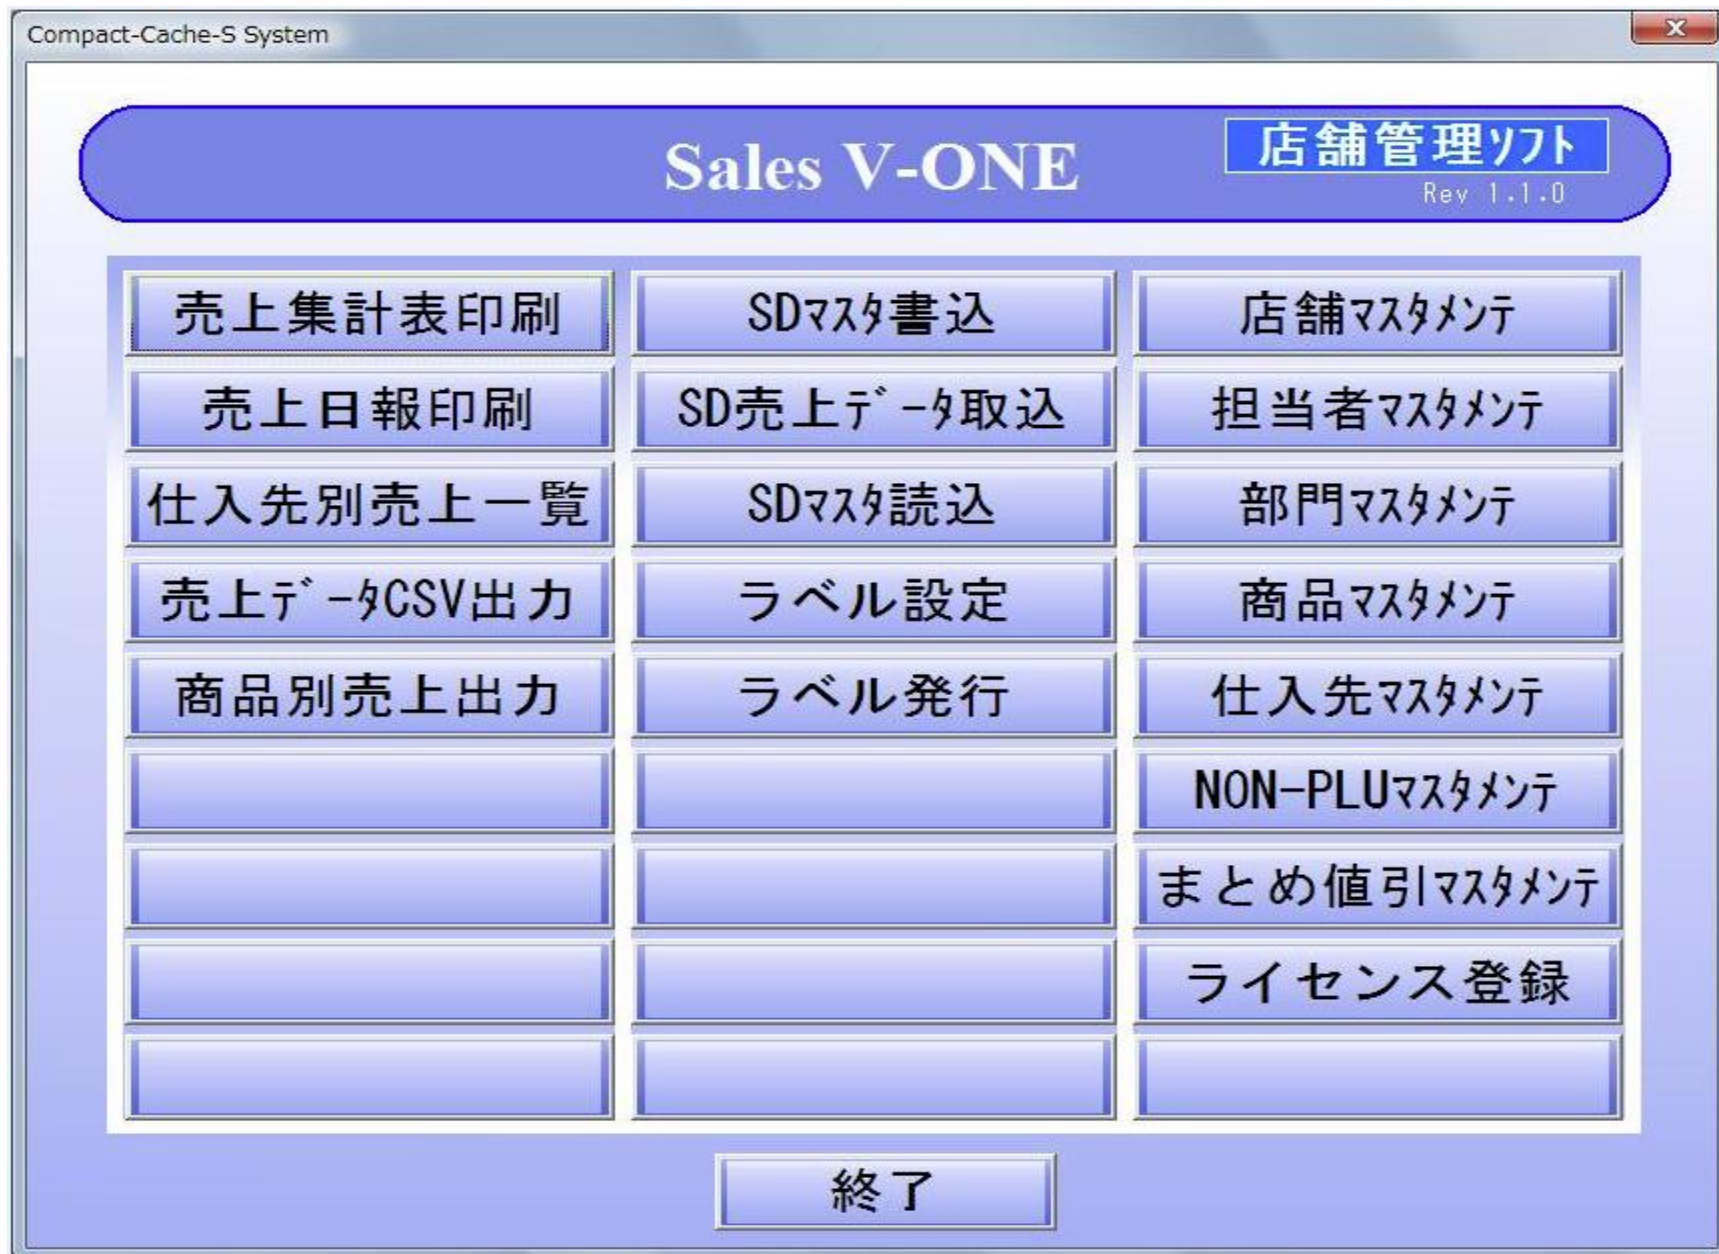 Compact-Cache-S System
Sales V-ONE
店舗管理ｿﾌﾄ
Rev 1.1.0
売上集計表印刷
SDﾏｽﾀ書込
店舗ﾏｽﾀﾒﾝﾃ
売上日報印刷
SD売上ﾃﾞｰﾀ取込
担当者ﾏｽﾀﾒﾝﾃ
仕入先別売上一覧
SDﾏｽﾀ読込
部門ﾏｽﾀﾒﾝﾃ
売上ﾃﾞｰﾀCSV出力
ラベル設定
商品ﾏｽﾀﾒﾝﾃ
商品別売上出力
ラベル発行
仕入先ﾏｽﾀﾒﾝﾃ
NON-PLUﾏｽﾀﾒﾝﾃ
まとめ値引ﾏｽﾀﾒﾝﾃ
ライセンス登録
終了